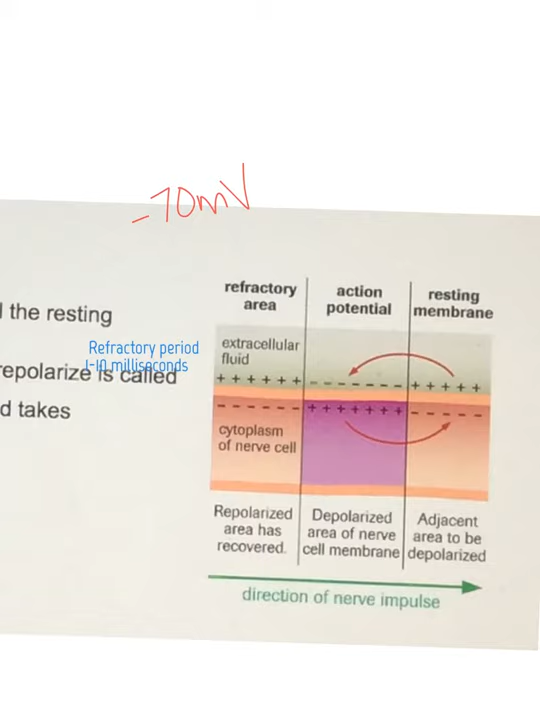 -70mV
l the resting
Refractory period
1-10 milliseconds
repolarize is called
d takes
refractory area
action potential
resting membrane
extracellular
fluid
+ + + + + +
- - - - - - -
+ + + + +
- - - - - -
+ + + + + + +
- - - - -
cytoplasm
of nerve cell
Repolarized
area has
recovered.
Depolarized
area of nerve
cell membrane
Adjacent
area to be
depolarized
direction of nerve impulse